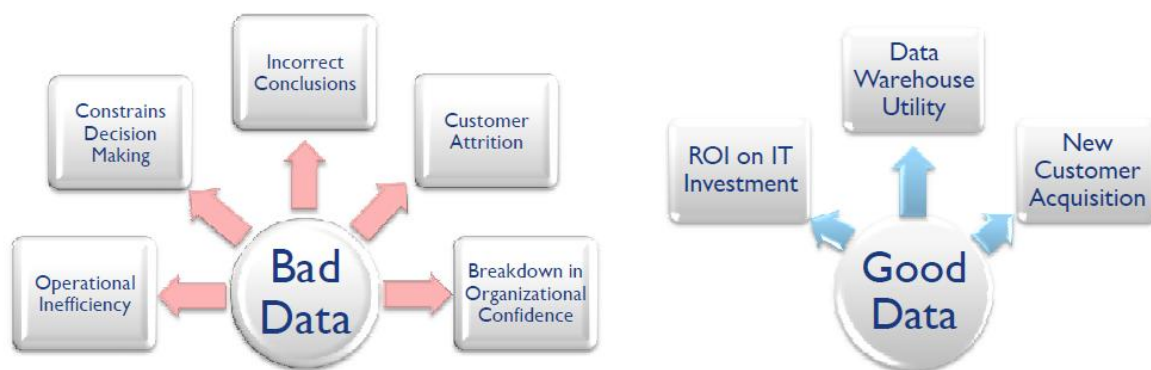 Incorrect
Conclusions
Constrains
Decision
Making
Customer
Attrition
Operational
Inefficiency
Bad
Data
Breakdown in
Organizational
Confidence
Data
Warehouse
Utility
ROI on IT
Investment
New
Customer
Acquisition
Good
Data